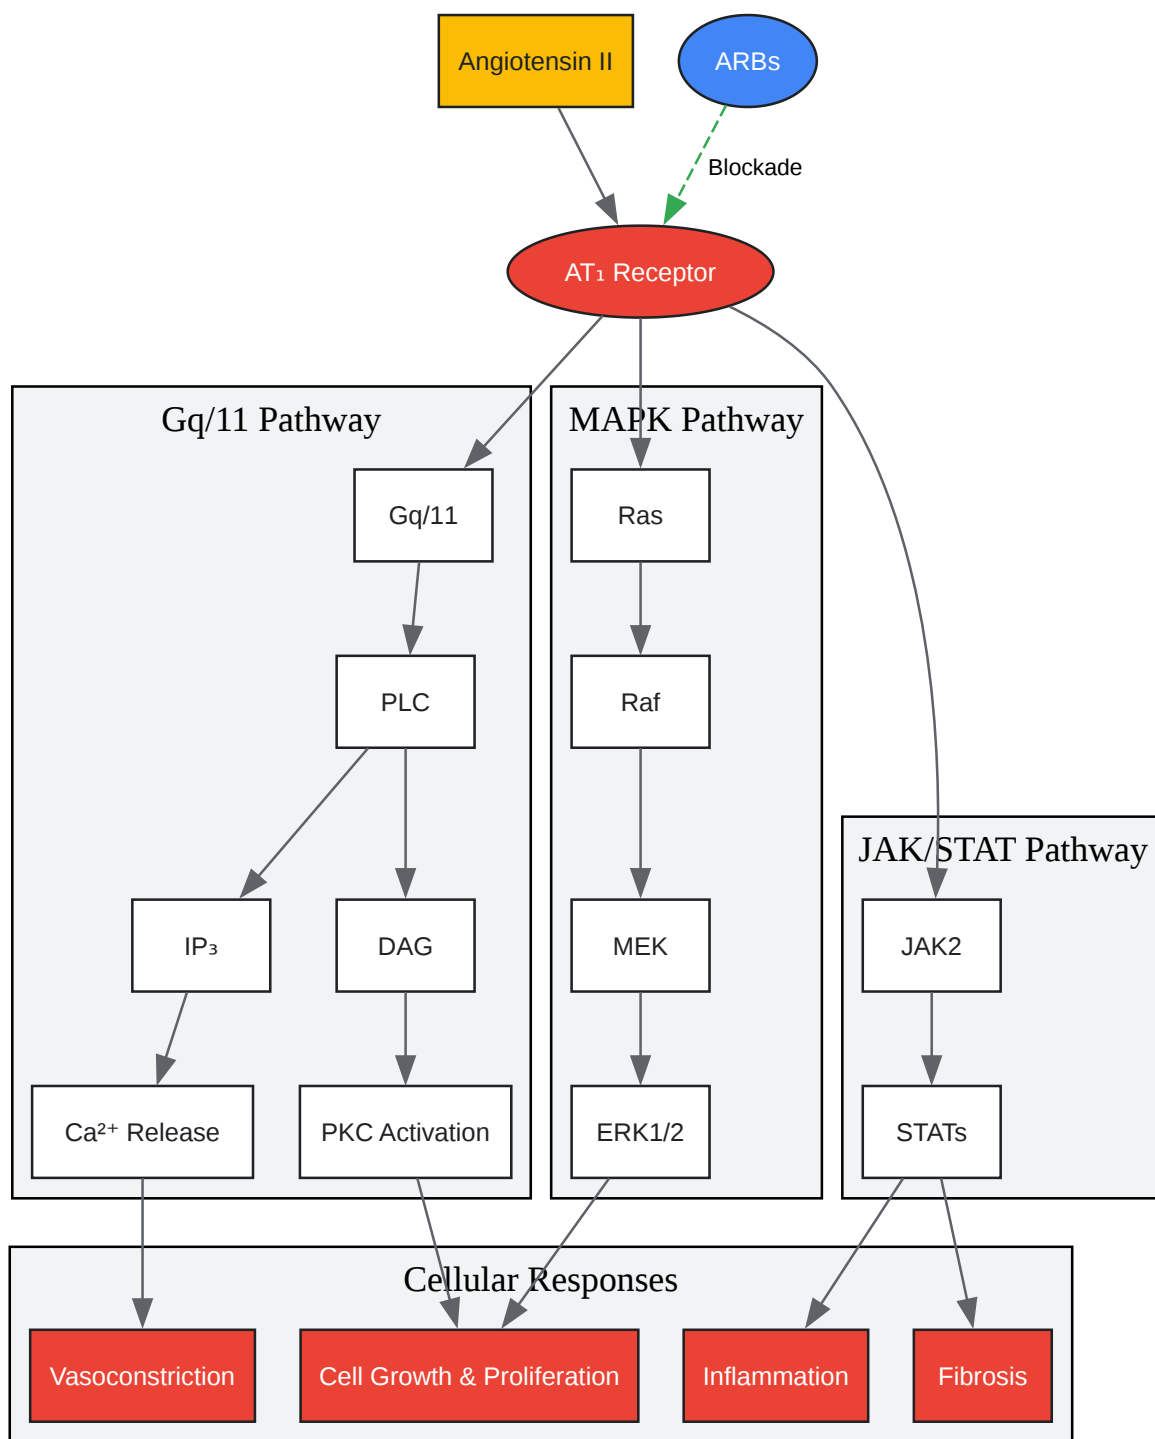 Angiotensin II
ARBs
Blockade
AT₁ Receptor
Gq/11 Pathway
MAPK Pathway
Gq/11
Ras
PLC
Raf
JAK/STAT Pathway
IP₃
DAG
MEK
JAK2
Ca²⁺ Release
PKC Activation
ERK1/2
STATs
Cellular Responses
Vasoconstriction
Cell Growth & Proliferation
Inflammation
Fibrosis